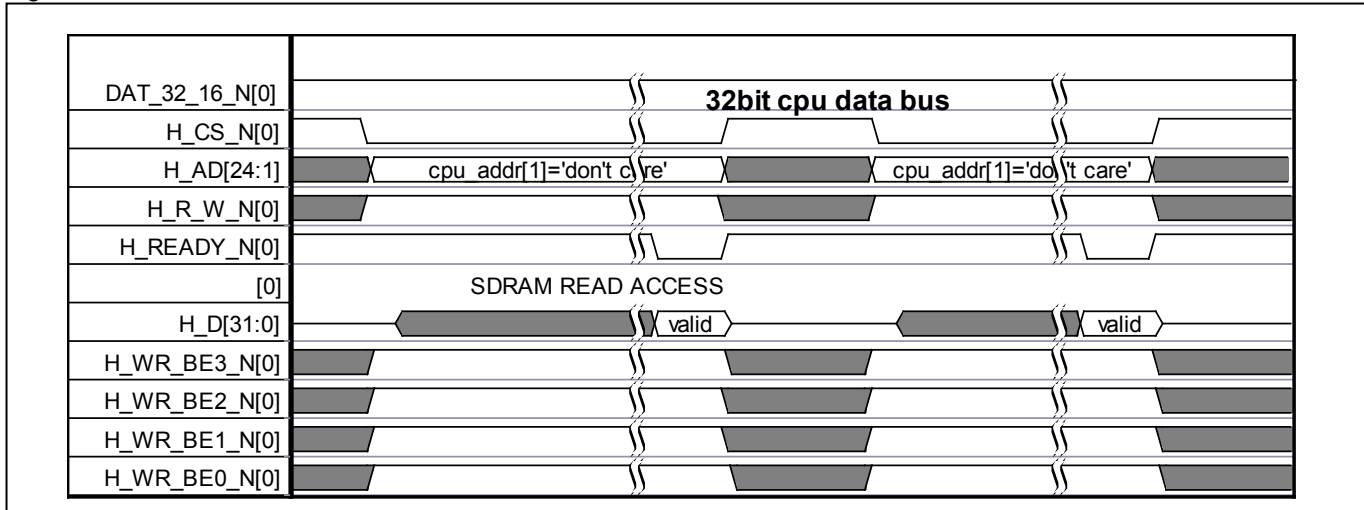 DAT_32_16_N[0]
32bit cpu data bus
H_CS_N[0]
H_AD[24:1] cpu_addr[1]='don't care' cpu_addr[1]='don't care'
H_R_W_N[0]
H_READY_N[0]
[0] SDRAM READ ACCESS
H_D[31:0] valid valid
H_WR_BE3_N[0]
H_WR_BE2_N[0]
H_WR_BE1_N[0]
H_WR_BE0_N[0]